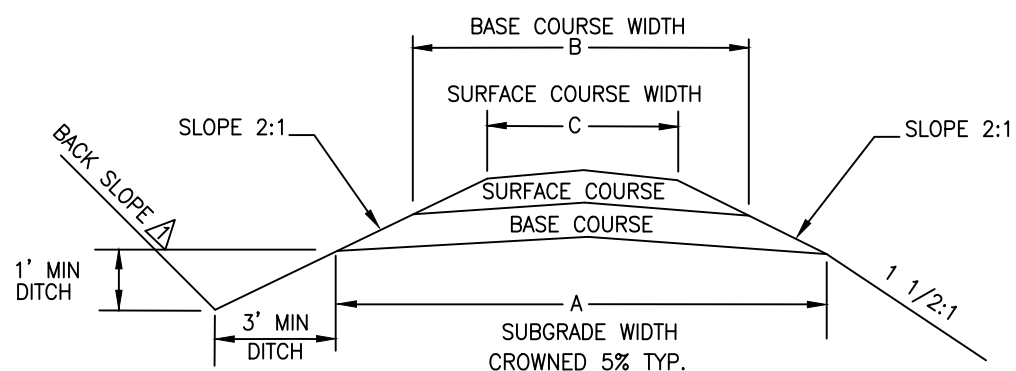 BASE COURSE WIDTH
B
SURFACE COURSE WIDTH
C
SLOPE 2:1
SLOPE 2:1
BACK SLOPE 1
SURFACE COURSE
BASE COURSE
1' MIN
DITCH
3' MIN
DITCH
A
SUBGRADE WIDTH
CROWNED 5% TYP.
1 1/2:1